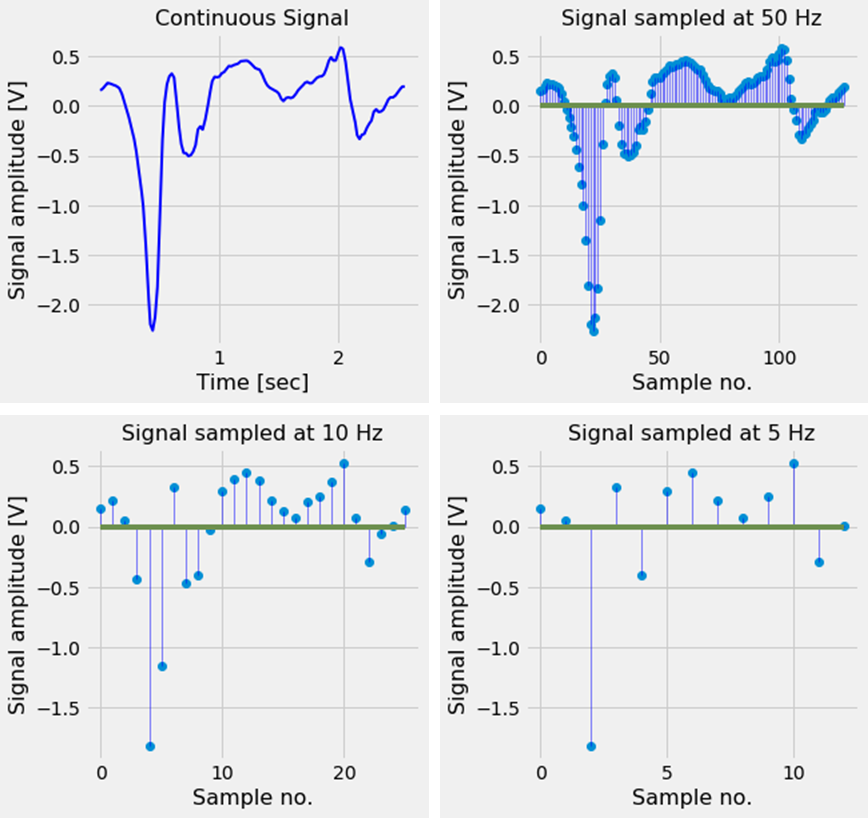 Continuous Signal
Signal amplitude [V]
0.5
0.0
−0.5
−1.0
−1.5
−2.0
1 2
Time [sec]
Signal sampled at 50 Hz
Signal amplitude [V]
0.5
0.0
−0.5
−1.0
−1.5
−2.0
0 50 100
Sample no.
Signal sampled at 10 Hz
Signal amplitude [V]
0.5
0.0
−0.5
−1.0
−1.5
0 10 20
Sample no.
Signal sampled at 5 Hz
Signal amplitude [V]
0.5
0.0
−0.5
−1.0
−1.5
0 5 10
Sample no.